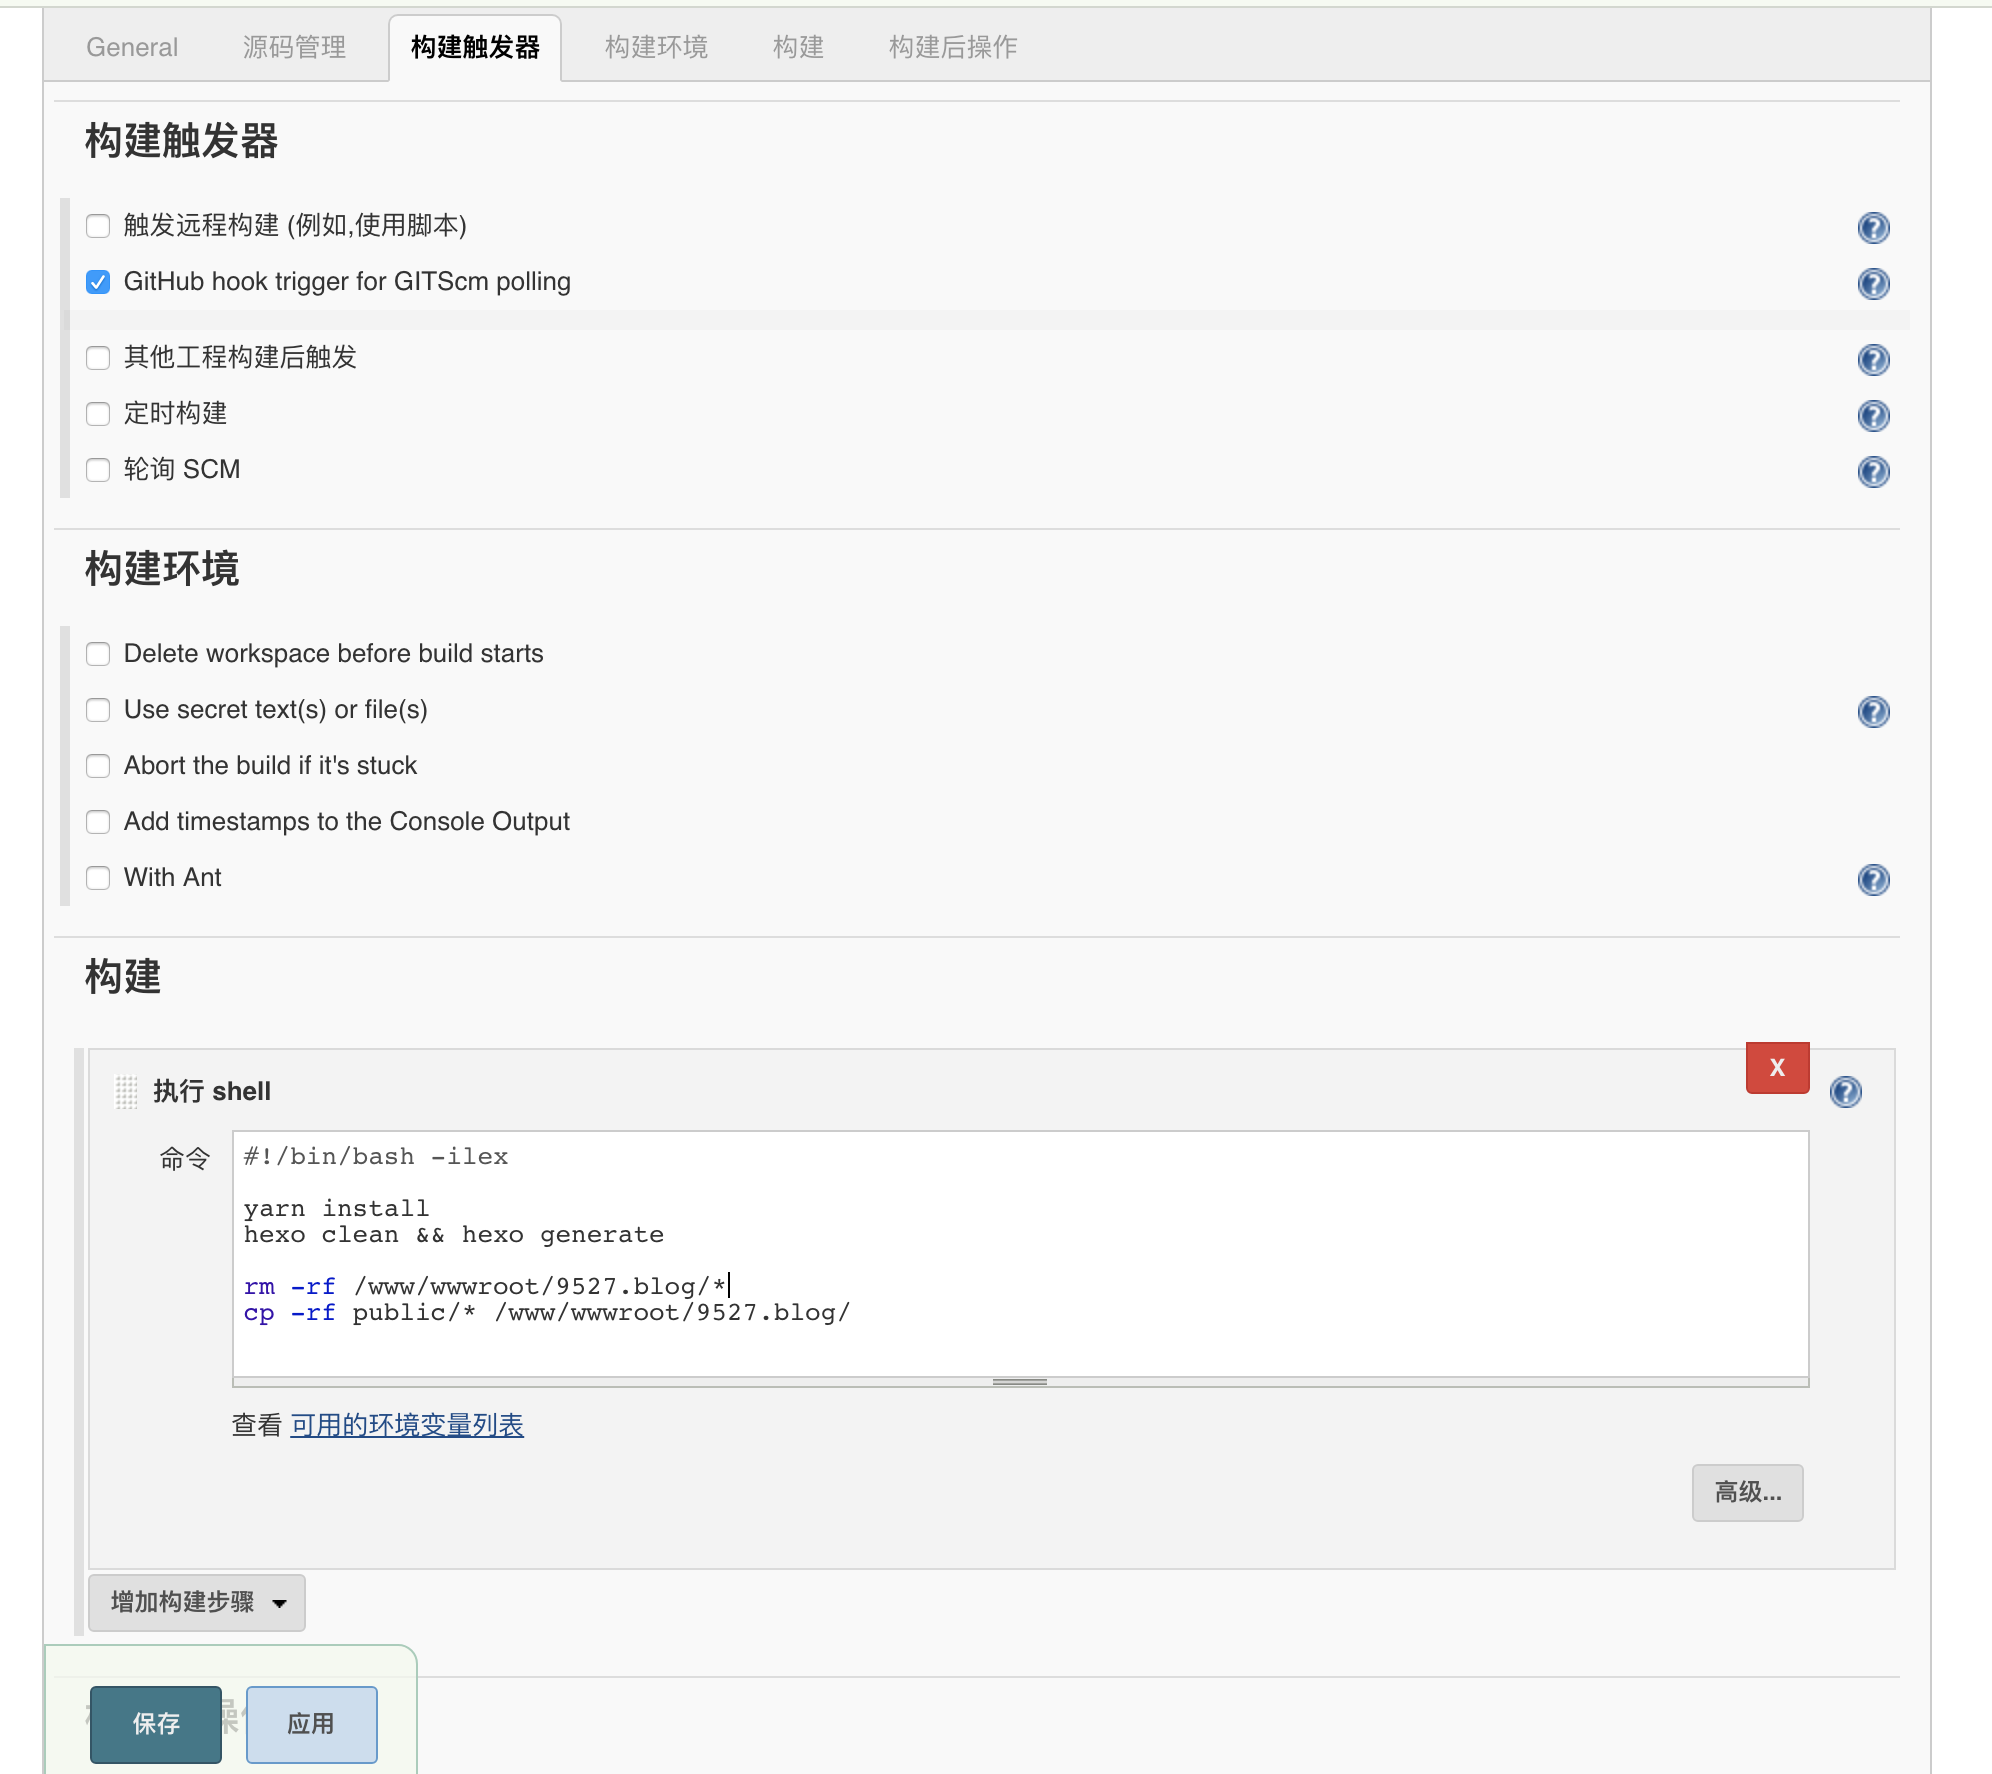 General 源码管理 构建触发器 构建环境 构建 构建后操作
构建触发器
触发远程构建 (例如,使用脚本)
GitHub hook trigger for GITScm polling
其他工程构建后触发
定时构建
轮询 SCM
构建环境
Delete workspace before build starts
Use secret text(s) or file(s)
Abort the build if it's stuck
Add timestamps to the Console Output
With Ant
构建
X
执行 shell
命令
#!/bin/bash -ilex
yarn install
hexo clean && hexo generate
rm -rf /www/wwwroot/9527.blog/*
cp -rf public/* /www/wwwroot/9527.blog/
查看 可用的环境变量列表
高级...
增加构建步骤
保存 应用